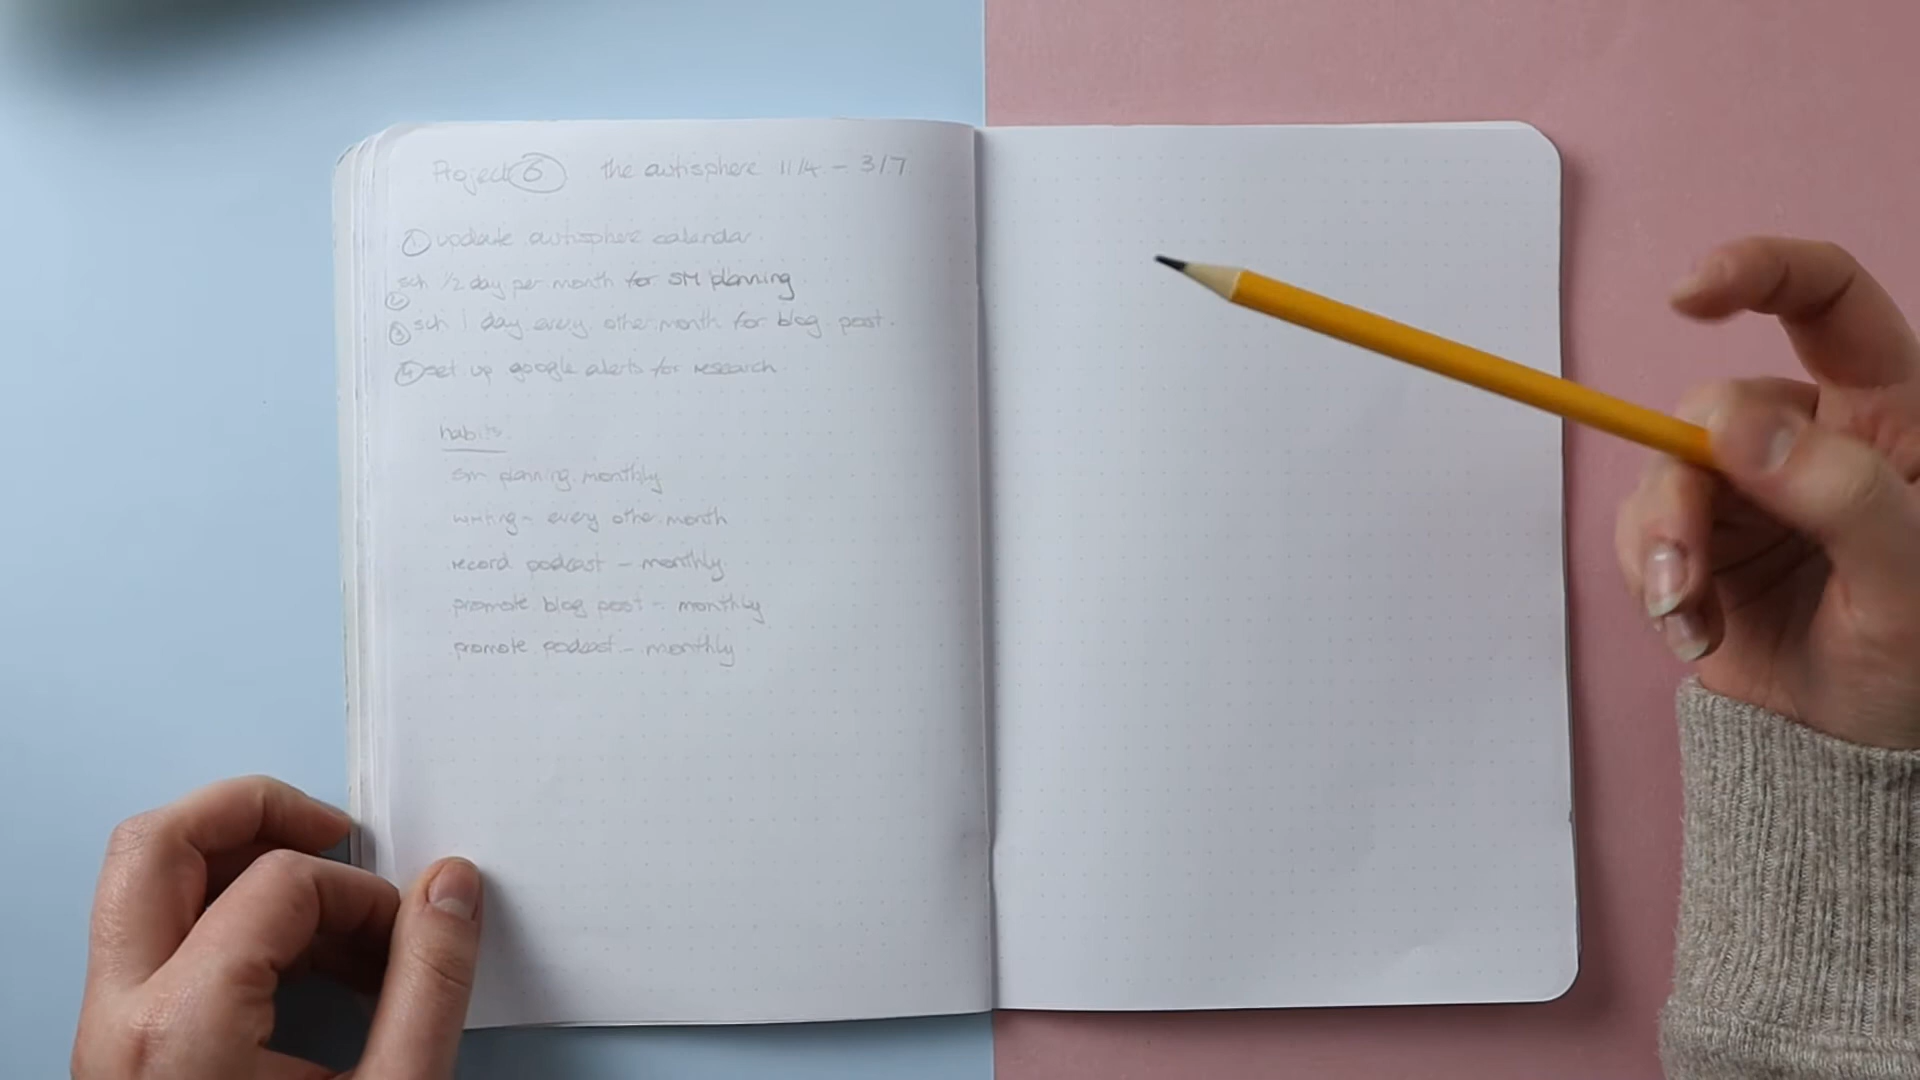 Project 6 the autisphere 11/4 - 3/7
① update autisphere calendar
② sch 1/2 day per month for SM planning
③ sch 1 day every other month for blog post.
④ set up google alerts for research
habits
sm planning monthly
writing - every other month
record podcast - monthly
promote blog post - monthly
promote podcast - monthly